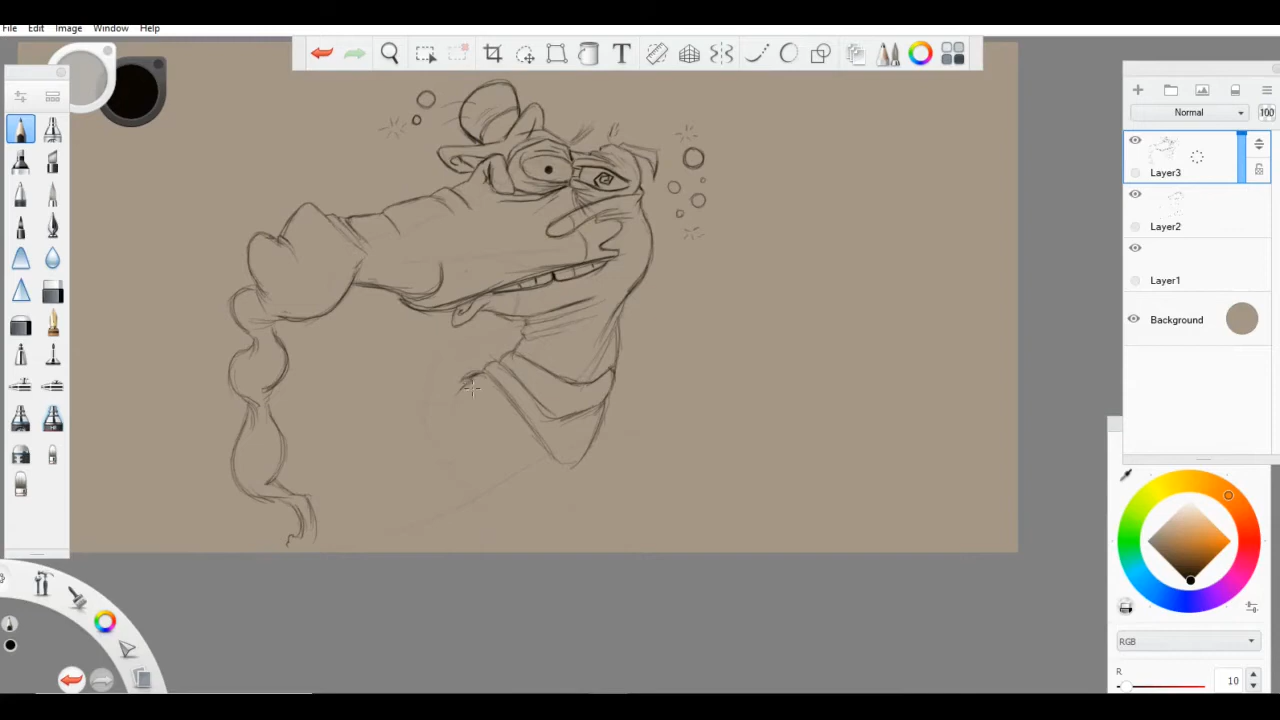 File Edit Image Window Help
T
Normal 100
Layer3
Layer2
Layer1
Background
RGB
R
10